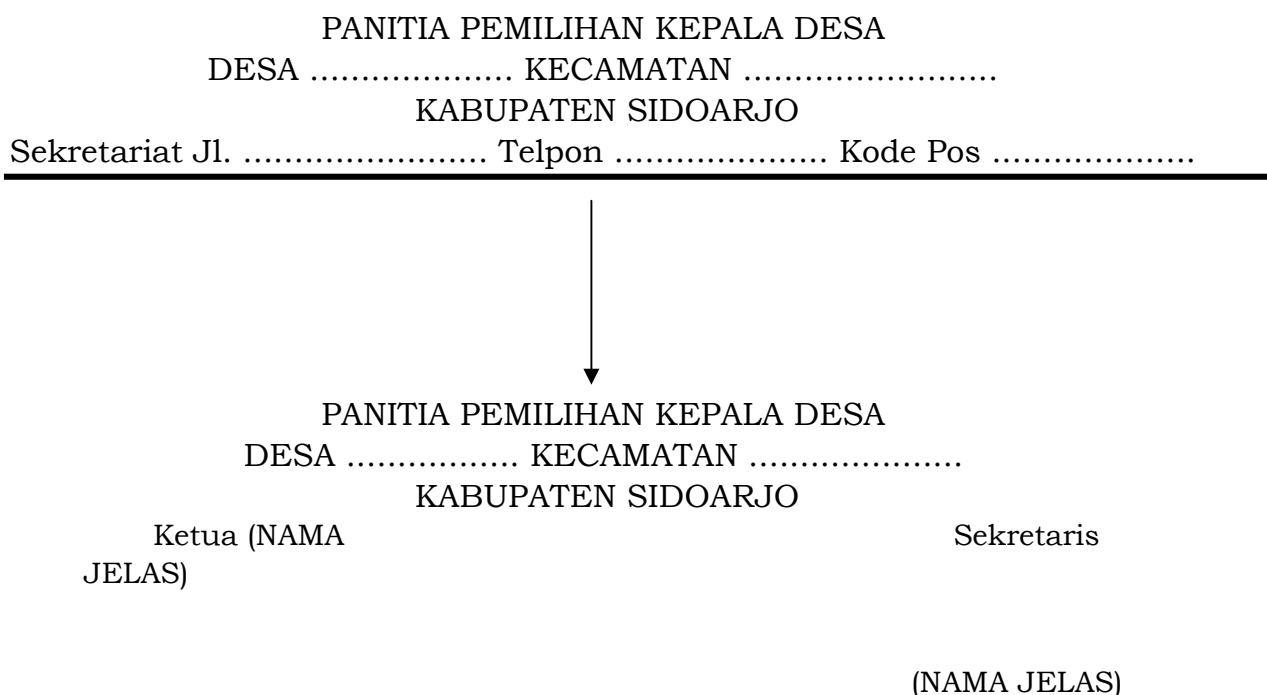 PANITIA PEMILIHAN KEPALA DESA
DESA .................... KECAMATAN .........................
KABUPATEN SIDOARJO
Sekretariat Jl. ........................ Telpon ..................... Kode Pos ....................
PANITIA PEMILIHAN KEPALA DESA
DESA ................. KECAMATAN .....................
KABUPATEN SIDOARJO
Ketua (NAMA Sekretaris
JELAS)
(NAMA JELAS)